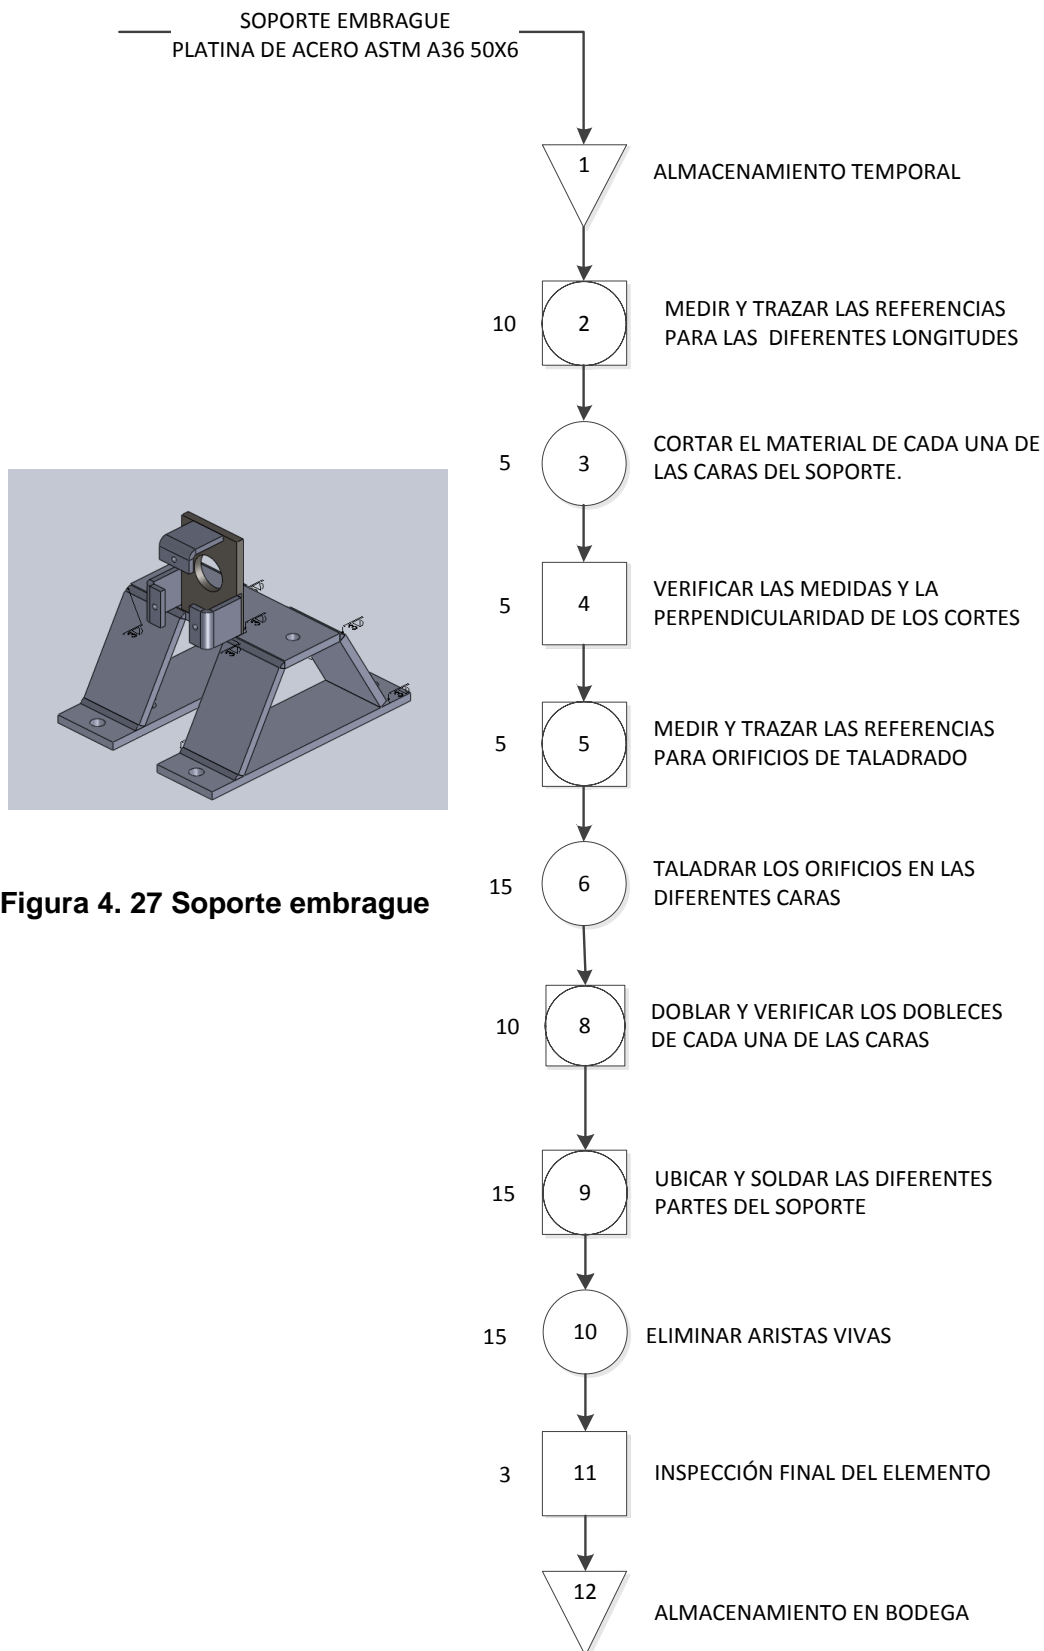 SOPORTE EMBRAGUE
PLATINA DE ACERO ASTM A36 50X6
1
ALMACENAMIENTO TEMPORAL
10
2
MEDIR Y TRAZAR LAS REFERENCIAS
PARA LAS DIFERENTES LONGITUDES
5
3
CORTAR EL MATERIAL DE CADA UNA DE
LAS CARAS DEL SOPORTE.
5
4
VERIFICAR LAS MEDIDAS Y LA
PERPENDICULARIDAD DE LOS CORTES
5
5
MEDIR Y TRAZAR LAS REFERENCIAS
PARA ORIFICIOS DE TALADRADO
15
6
TALADRAR LOS ORIFICIOS EN LAS
DIFERENTES CARAS
Figura 4. 27 Soporte embrague
10
8
DOBLAR Y VERIFICAR LOS DOBLECES
DE CADA UNA DE LAS CARAS
15
9
UBICAR Y SOLDAR LAS DIFERENTES
PARTES DEL SOPORTE
15
10
ELIMINAR ARISTAS VIVAS
3
11
INSPECCIÓN FINAL DEL ELEMENTO
12
ALMACENAMIENTO EN BODEGA